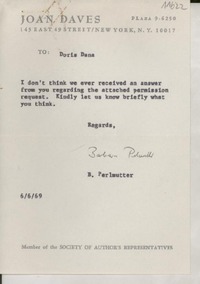 11622
JOAN DAVES
PLAZA 9-6250
145 EAST 49 STREET/NEW YORK, N.Y. 10017
TO: Doris Dana
I don't think we ever received an answer
from you regarding the attached permission
request. Kindly let us know briefly what
you think.
Regards,
B. Perlmutter
6/6/69
Member of the SOCIETY OF AUTHOR'S REPRESENTATIVES